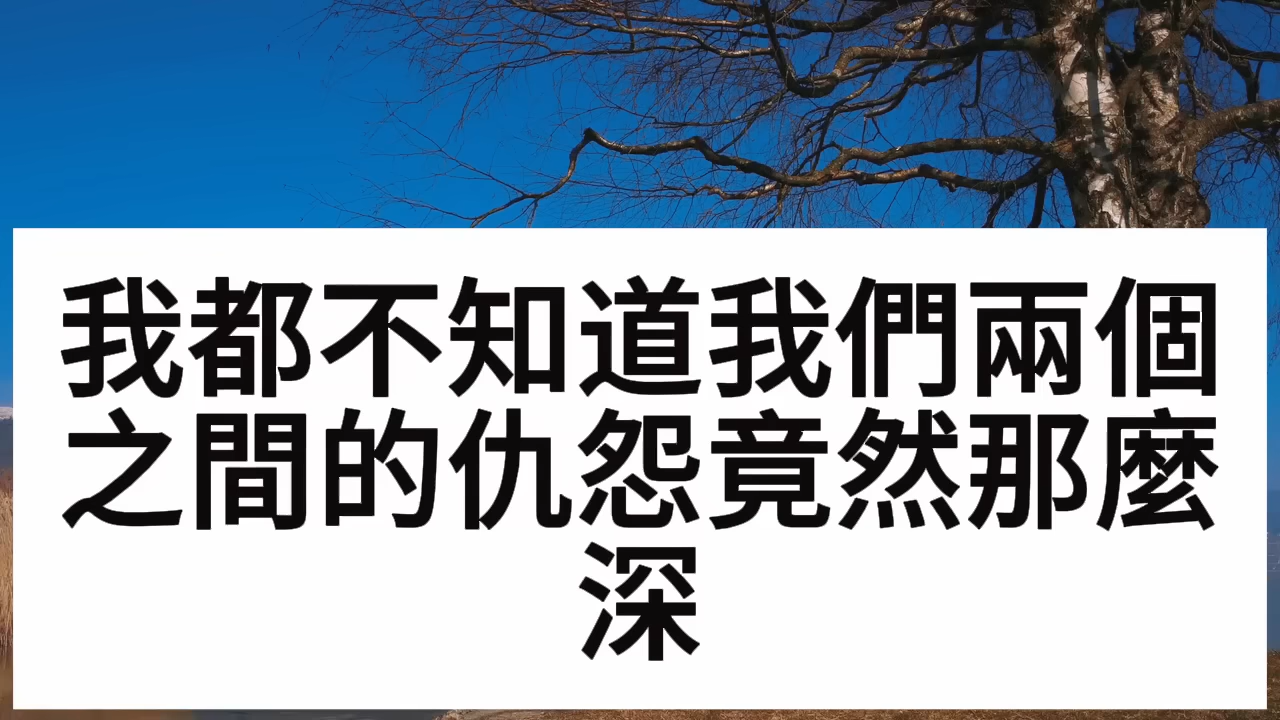 我都不知道我們兩個
之間的仇怨竟然那麼
深